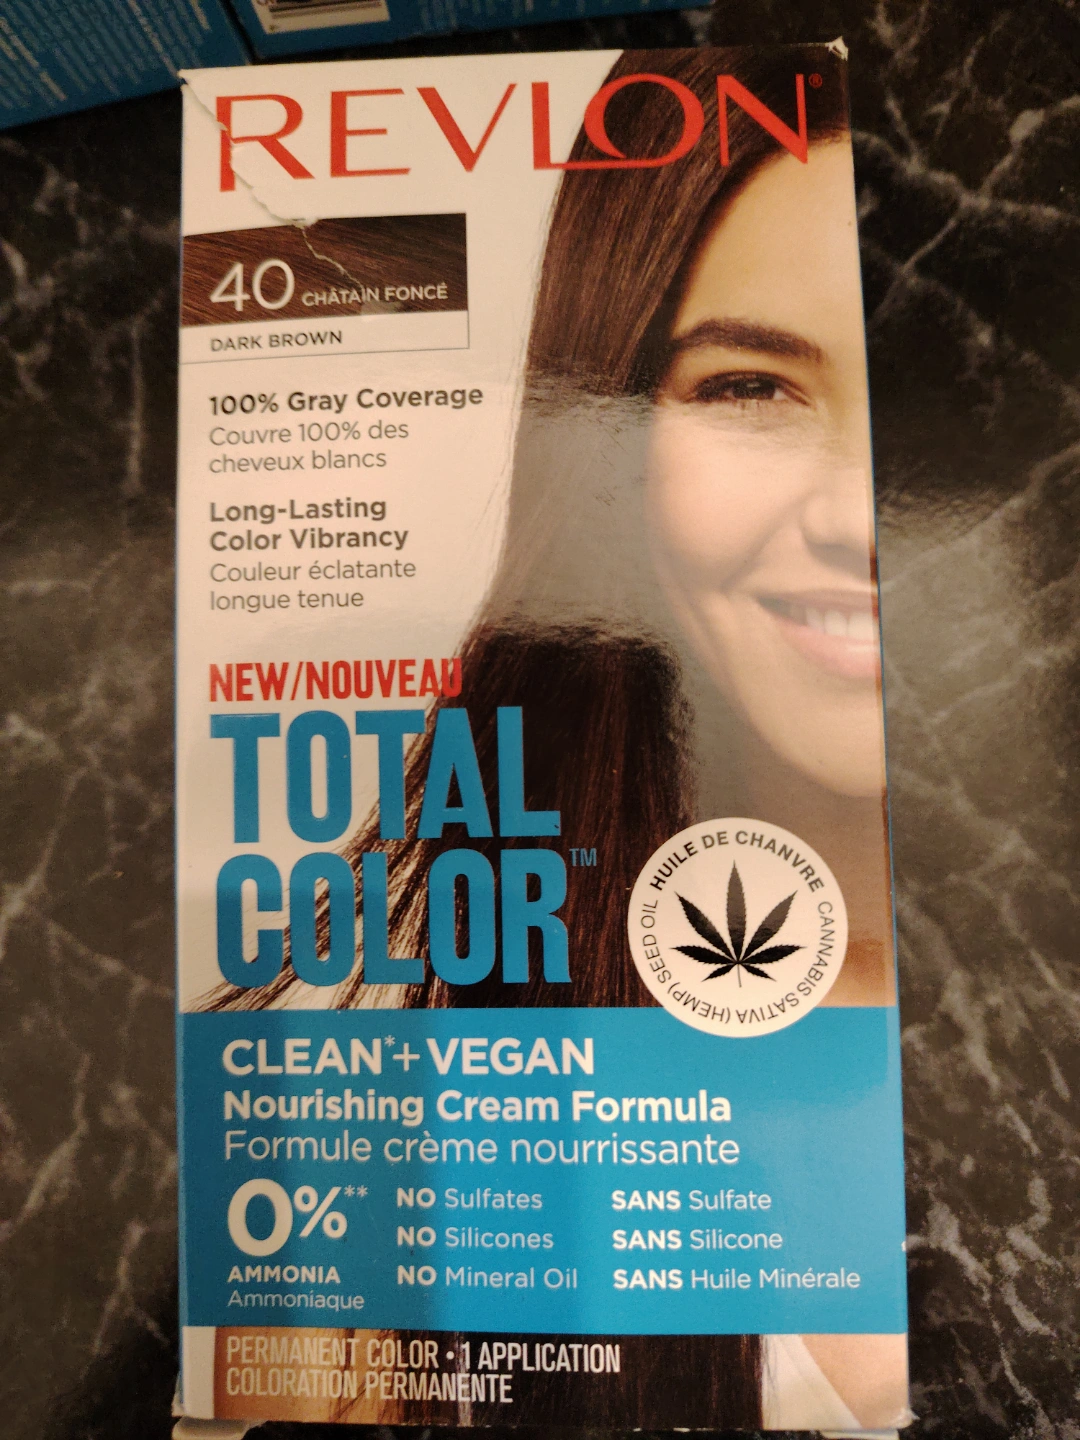 REVLON®
40 CHÂTAIN FONCÉ
DARK BROWN
100% Gray Coverage
Couvre 100% des
cheveux blancs
Long-Lasting
Color Vibrancy
Couleur éclatante
longue tenue
NEW/NOUVEAU
TOTAL
COLOR™
HUILE DE CHANVRE CANNABIS SATIVA (HEMP) SEED OIL
CLEAN*+ VEGAN
Nourishing Cream Formula
Formule crème nourrissante
0%**
AMMONIA
Ammoniaque
NO Sulfates
NO Silicones
NO Mineral Oil
SANS Sulfate
SANS Silicone
SANS Huile Minérale
PERMANENT COLOR • 1 APPLICATION
COLORATION PERMANENTE